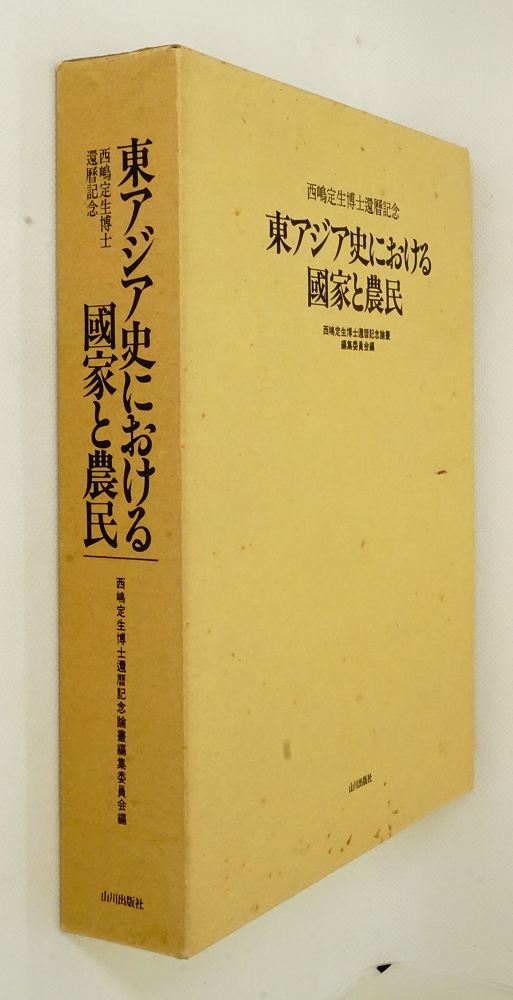 西嶋定生博士
還暦記念
東アジア史における
國家と農民
西嶋定生博士還暦記念論叢編集委員会編
山川出版社
西嶋定生博士還暦記念
東アジア史における
國家と農民
西嶋定生博士還暦記念論叢
編集委員会編
山川出版社